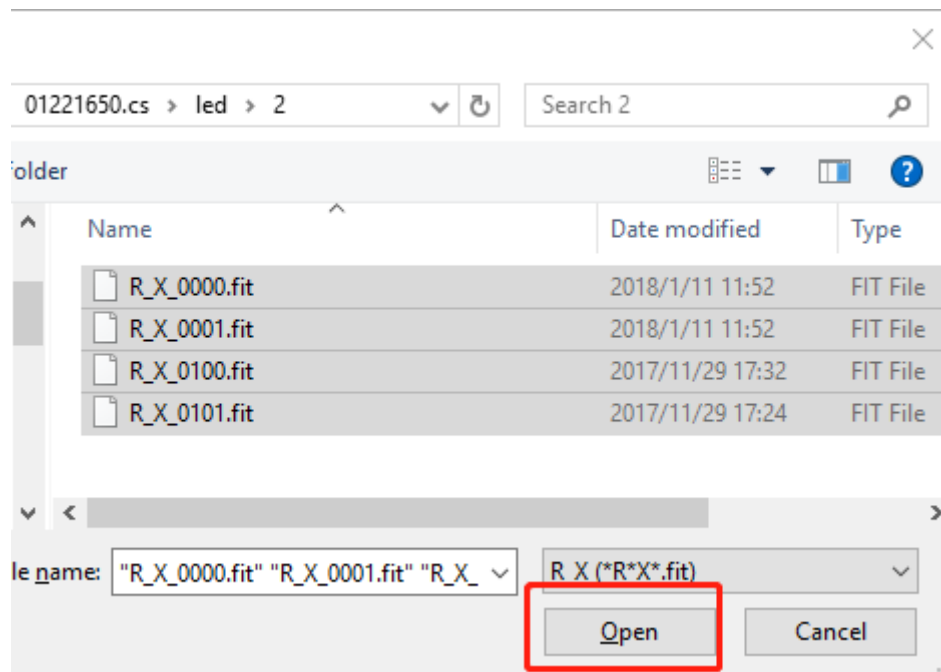 01221650.cs > led > 2 Search 2
folder
Name Date modified Type
R_X_0000.fit 2018/1/11 11:52 FIT File
R_X_0001.fit 2018/1/11 11:52 FIT File
R_X_0100.fit 2017/11/29 17:32 FIT File
R_X_0101.fit 2017/11/29 17:24 FIT File
le name: "R_X_0000.fit" "R_X_0001.fit" "R_X_ R_X (*R*X*.fit)
Open Cancel